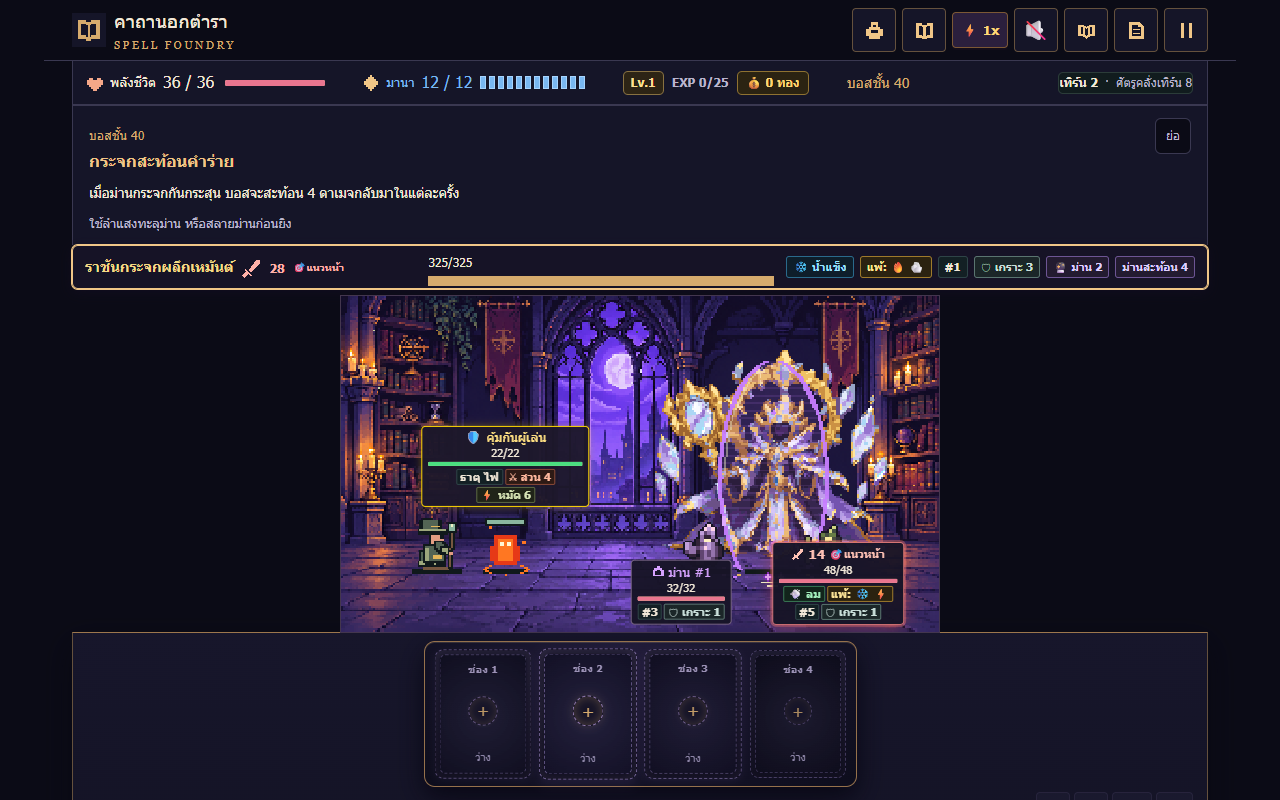 คาถานอกตำรา
SPELL FOUNDRY
1x
พลังชีวิต 36 / 36
มานา 12 / 12
Lv.1 EXP 0/25 0 ทอง
บอสชั้น 40
เทิร์น 2 · ศัตรูคลั่งเทิร์น 8
บอสชั้น 40
ย่อ
กระจกสะท้อนคำร่าย
เมื่อม่านกระจกกันกระสุน บอสจะสะท้อน 4 ดาเมจกลับมาในแต่ละครั้ง
ใช้ลำแสงทะลุม่าน หรือสลายม่านก่อนยิง
ราชันกระจกผลึกเหมันต์ 28 แนวหน้า
325/325
น้ำแข็ง แพ้: #1 เกราะ 3 ม่าน 2 ม่านสะท้อน 4
คุ้มกันผู้เล่น
22/22
ธาตุ ไฟ สวน 4
หมัด 6
ม่าน #1
32/32
#3 เกราะ 1
14 แนวหน้า
48/48
ลม แพ้:
#5 เกราะ 1
ช่อง 1 ช่อง 2 ช่อง 3 ช่อง 4
+ + + +
ว่าง ว่าง ว่าง ว่าง